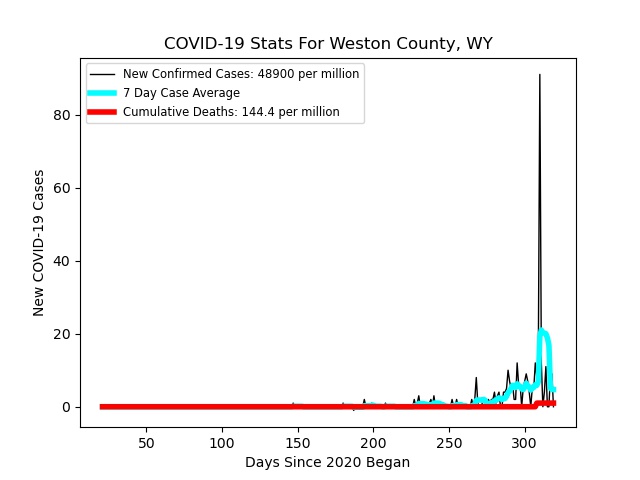 COVID-19 Stats For Weston County, WY
New Confirmed Cases: 48900 per million
7 Day Case Average
Cumulative Deaths: 144.4 per million
New COVID-19 Cases
80
60
40
20
0
50 100 150 200 250 300
Days Since 2020 Began